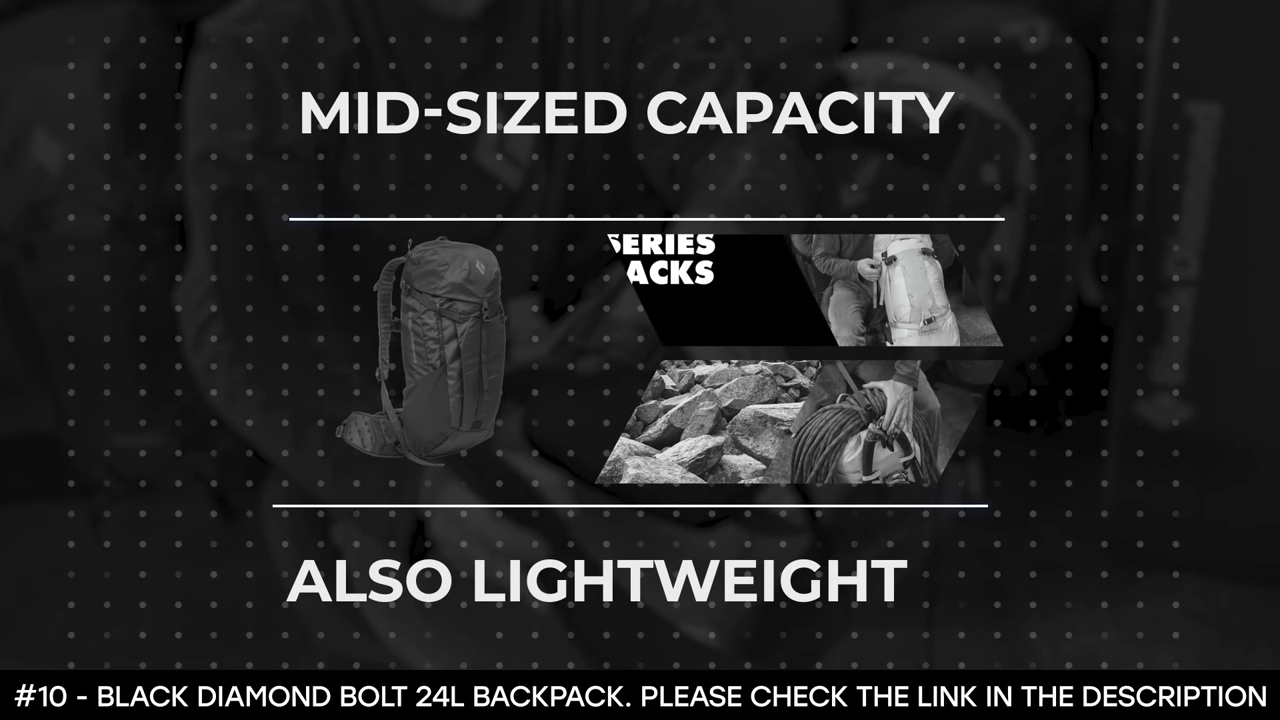 MID-SIZED CAPACITY
SERIES
ACKS
ALSO LIGHTWEIGHT
#10 - BLACK DIAMOND BOLT 24L BACKPACK. PLEASE CHECK THE LINK IN THE DESCRIPTION